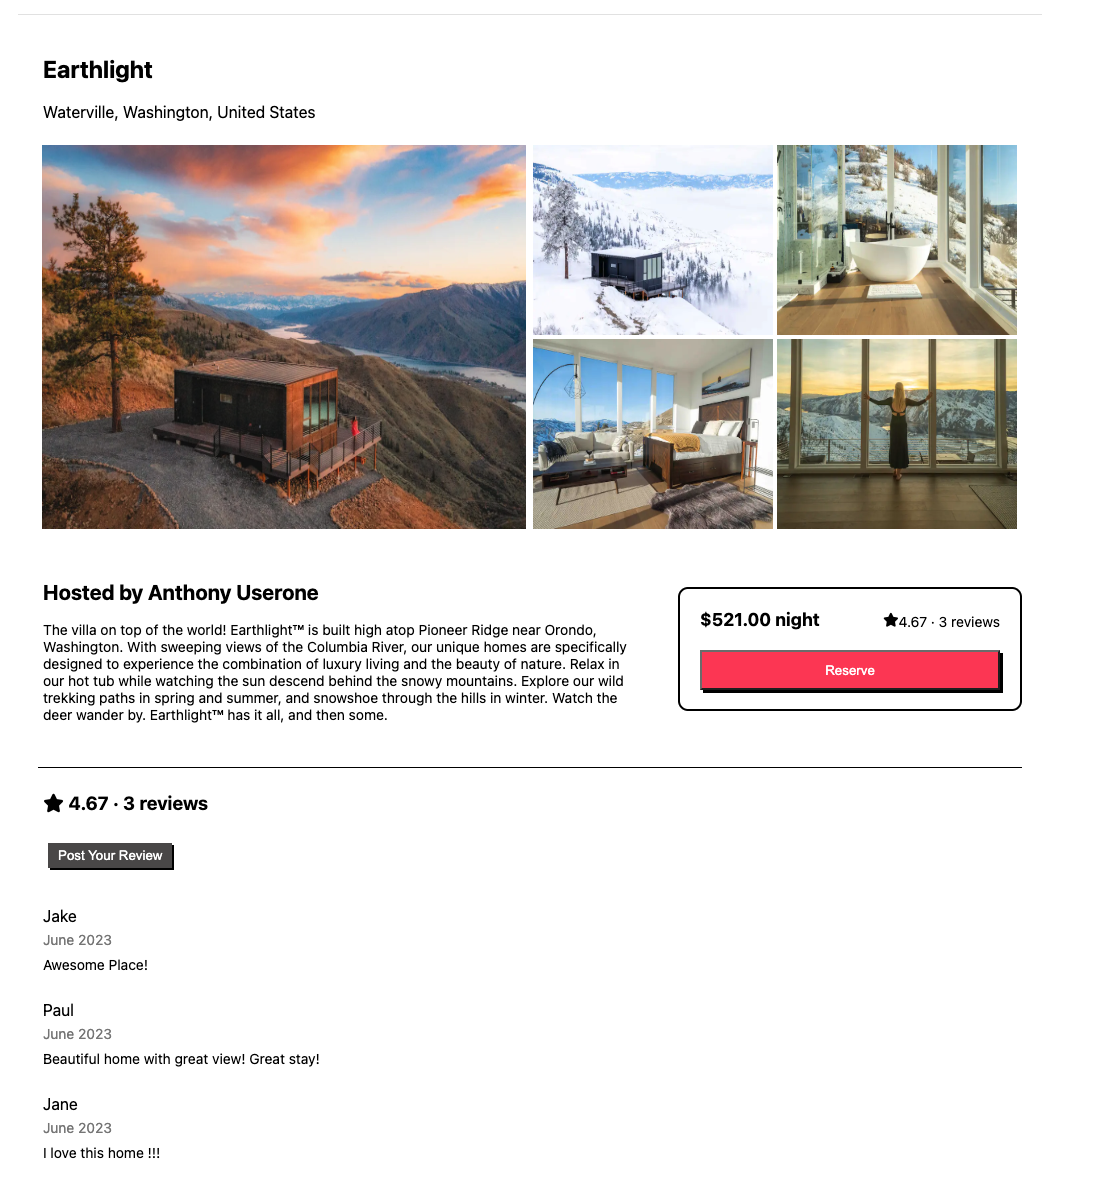 Earthlight
Waterville, Washington, United States
Hosted by Anthony Userone
The villa on top of the world! Earthlight™ is built high atop Pioneer Ridge near Orondo,
Washington. With sweeping views of the Columbia River, our unique homes are specifically
designed to experience the combination of luxury living and the beauty of nature. Relax in
our hot tub while watching the sun descend behind the snowy mountains. Explore our wild
trekking paths in spring and summer, and snowshoe through the hills in winter. Watch the
deer wander by. Earthlight™ has it all, and then some.
$521.00 night
4.67 · 3 reviews
Reserve
4.67 · 3 reviews
Post Your Review
Jake
June 2023
Awesome Place!
Paul
June 2023
Beautiful home with great view! Great stay!
Jane
June 2023
I love this home !!!